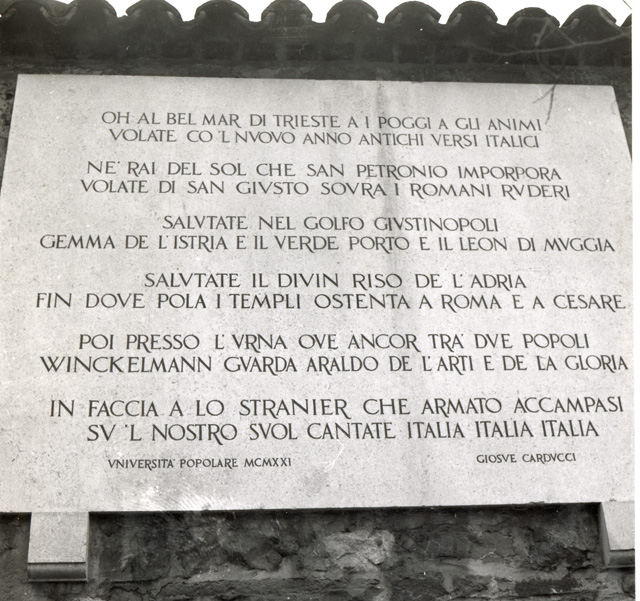 OH AL BEL MAR DI TRIESTE A I POGGI A GLI ANIMI
VOLATE CO 'L NVOVO ANNO ANTICHI VERSI ITALICI
NE' RAI DEL SOL CHE SAN PETRONIO IMPORPORA
VOLATE DI SAN GIVSTO SOVRA I ROMANI RVDERI
SALVTATE NEL GOLFO GIVSTINOPOLI
GEMMA DE L'ISTRIA E IL VERDE PORTO E IL LEON DI MVGGIA
SALVTATE IL DIVIN RISO DE L'ADRIA
FIN DOVE POLA I TEMPLI OSTENTA A ROMA E A CESARE
POI PRESSO L'VRNA OVE ANCOR TRA' DVE POPOLI
WINCKELMANN GVARDA ARALDO DE L'ARTI E DE LA GLORIA
IN FACCIA A LO STRANIER CHE ARMATO ACCAMPASI
SV 'L NOSTRO SVOL CANTATE ITALIA ITALIA ITALIA
VNIVERSITA' POPOLARE MCMXXI
GIOSVE CARDVCCI